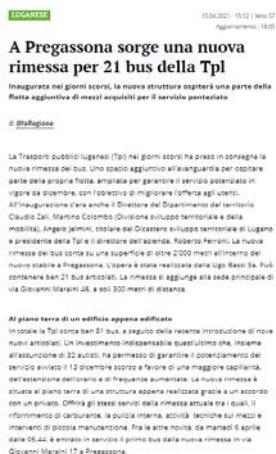 LUGANESE
15.04.2021 - 15:12
Aggiornamento : 18:05
A Pregassona sorge una nuova
rimessa per 21 bus della Tpl
Inaugurata nei giorni scorsi, la nuova struttura ospiterà una parte della
flotta aggiuntiva di mezzi acquisiti per il servizio potenziato
di @laRegione
La Trasporti pubblici luganesi (Tpl) nei giorni scorsi ha preso in consegna la
nuova rimessa dei bus. Uno spazio aggiuntivo all'avanguardia per ospitare
parte della propria flotta, ampliata per garantire il servizio potenziato in
vigore da dicembre, con l'obiettivo di migliorare l'offerta agli utenti.
All'inaugurazione c'era anche il Direttore del Dipartimento del territorio
Claudio Zali, Martino Colombo (Divisione sviluppo territoriale e della
mobilità), Angelo Jelmini, titolare del Dicastero sviluppo territoriale di Lugano
e presidente della Tpl e il direttore dell'azienda, Roberto Ferroni. La nuova
rimessa dei bus conta su una superficie di oltre 2'000 metri all'interno del
nuovo stabile a Pregassona. L'opera è stata realizzata dalla Ugo Bassi Sa. Può
contenere ben 21 bus articolati. La rimessa si aggiunge alla sede principale di
via Giovanni Maraini 46, a soli 300 metri di distanza.
Al piano terra di un edificio appena edificato
In totale la Tpl conta ben 81 bus, a seguito della recente introduzione di nove
nuovi articolati. Un investimento indispensabile quest'ultimo che, insieme
all'assunzione di 32 autisti, ha permesso di garantire il potenziamento del
servizio avviato il 13 dicembre scorso a favore di una maggiore capillarità,
dell'estensione dell'orario e di frequenze aumentate. La nuova rimessa è
situata al piano terra di una struttura appena realizzata grazie a un accordo
con un privato. Offrirà gli stessi servizi della rimessa attuale tra i quali, il
rifornimento di carburante, la pulizia interna, attività tecniche sui mezzi e
interventi di piccola manutenzione. Fra le altre novità, da martedì 6 aprile
dalle 05.44, è entrato in servizio il primo bus dalla nuova rimessa in via
Giovanni Maraini 17 a Pregassona.